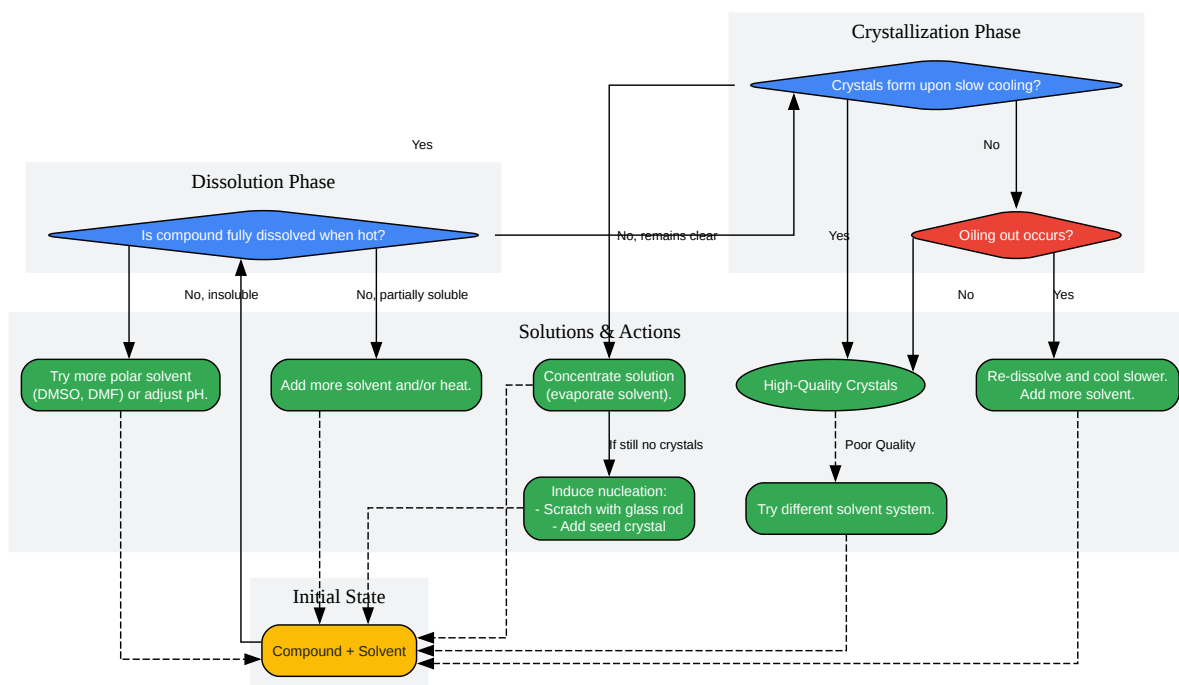 Crystallization Phase
Crystals form upon slow cooling?
Yes
No
Dissolution Phase
Is compound fully dissolved when hot?
No, remains clear
Yes
Oiling out occurs?
No, insoluble
No, partially soluble
No
Yes
Solutions & Actions
Try more polar solvent
(DMSO, DMF) or adjust pH.
Add more solvent and/or heat.
Concentrate solution
(evaporate solvent).
High-Quality Crystals
Re-dissolve and cool slower.
Add more solvent.
If still no crystals
Poor Quality
Induce nucleation:
- Scratch with glass rod
- Add seed crystal
Try different solvent system.
Initial State
Compound + Solvent